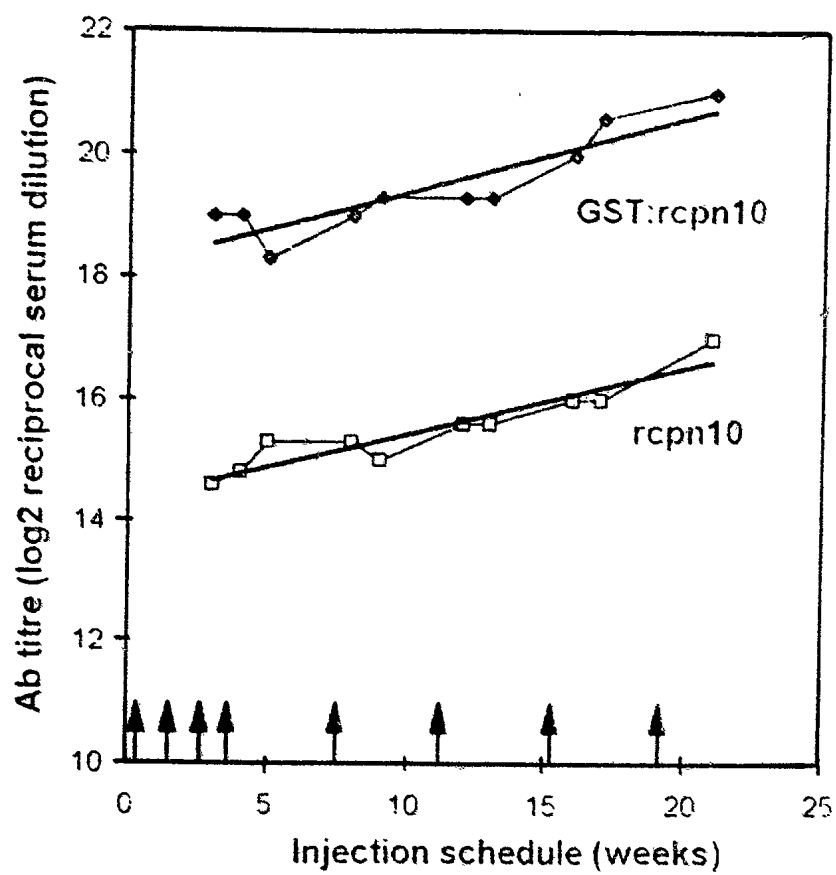 22
20
18
16
14
12
10
Ab titre (log2 reciprocal serum dilution)
GST:rcpn10
rcpn10
0 5 10 15 20 25
Injection schedule (weeks)